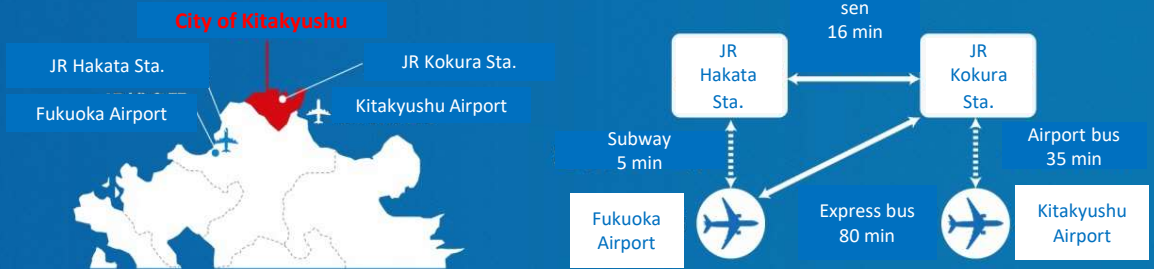 City of Kitakyushu
JR Hakata Sta.
JR Kokura Sta.
Fukuoka Airport
Kitakyushu Airport
sen
16 min
JR
Hakata
Sta.
JR
Kokura
Sta.
Subway
5 min
Airport bus
35 min
Fukuoka
Airport
Express bus
80 min
Kitakyushu
Airport